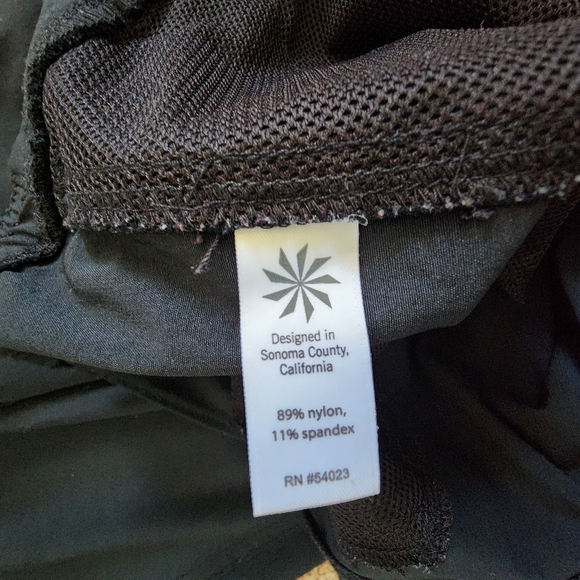 Designed in
Sonoma County,
California
89% nylon,
11% spandex
RN #54023